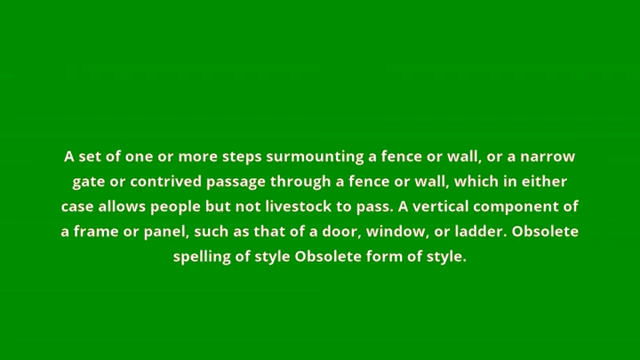 A set of one or more steps surmounting a fence or wall, or a narrow
gate or contrived passage through a fence or wall, which in either
case allows people but not livestock to pass. A vertical component of
a frame or panel, such as that of a door, window, or ladder. Obsolete
spelling of style Obsolete form of style.